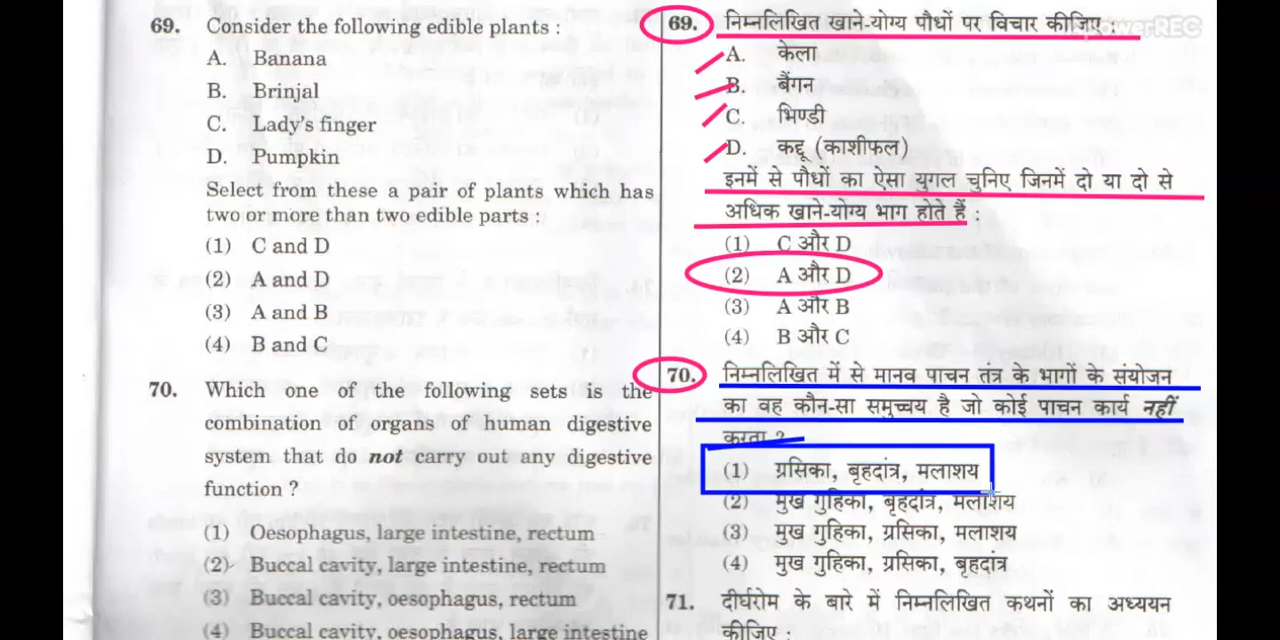 69. Consider the following edible plants :
A. Banana
B. Brinjal
C. Lady's finger
D. Pumpkin
Select from these a pair of plants which has
two or more than two edible parts :
(1) C and D
(2) A and D
(3) A and B
(4) B and C
70. Which one of the following sets is the
combination of organs of human digestive
system that do not carry out any digestive
function ?
(1) Oesophagus, large intestine, rectum
(2) Buccal cavity, large intestine, rectum
(3) Buccal cavity, oesophagus, rectum
(4) Buccal cavity, oesophagus, large intestine
69. निम्नलिखित खाने-योग्य पौधों पर विचार कीजिए :
A. केला
B. बैंगन
C. भिण्डी
D. कद्दू (काशीफल)
इनमें से पौधों का ऐसा युगल चुनिए जिनमें दो या दो से
अधिक खाने-योग्य भाग होते हैं :
(1) C और D
(2) A और D
(3) A और B
(4) B और C
70. निम्नलिखित में से मानव पाचन तंत्र के भागों के संयोजन
का वह कौन-सा समुच्चय है जो कोई पाचन कार्य नहीं
करता ?
(1) ग्रसिका, बृहदांत्र, मलाशय
(2) मुख गुहिका, बृहदांत्र, मलाशय
(3) मुख गुहिका, ग्रसिका, मलाशय
(4) मुख गुहिका, ग्रसिका, बृहदांत्र
71. दीर्घरोम के बारे में निम्नलिखित कथनों का अध्ययन
कीजिए :